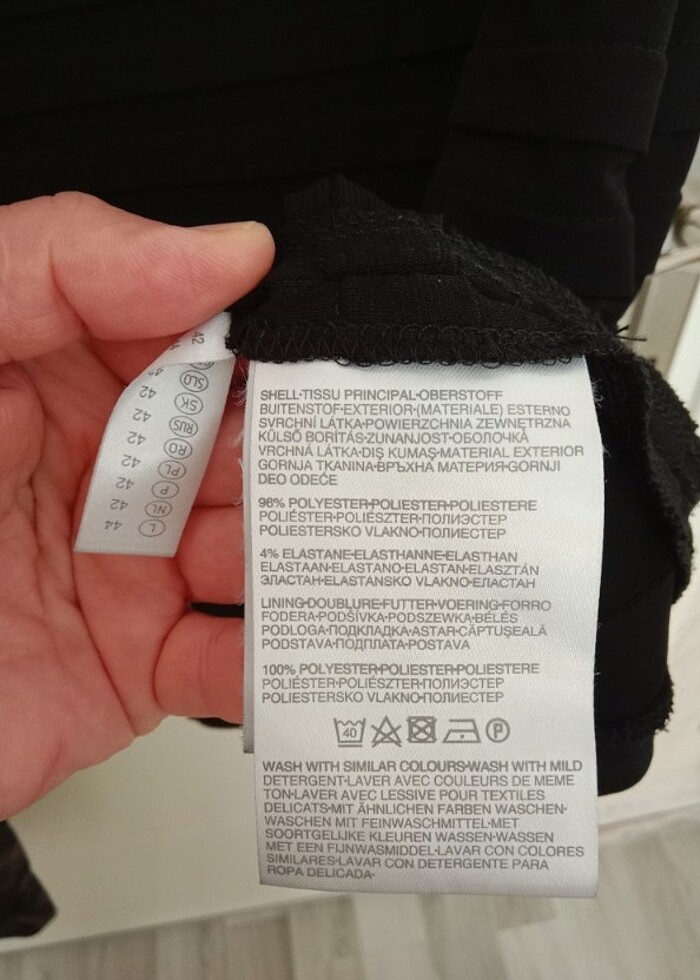 SHELL•TISSU PRINCIPAL•OBERSTOFF
BUITENSTOF•EXTERIOR•(MATERIALE) ESTERNO
SVRCHNÍ LÁTKA•POWIERZCHNIA ZEWNĘTRZNA
KÜLSŐ BORÍTÁS•ZUNANJOST•ОБОЛОЧКА
VRCHNÁ LÁTKA•DIŞ KUMAŞ•MATERIAL EXTERIOR
GORNJA TKANINA•ВРЪХНА МАТЕРИЯ•GORNJI
DEO ODEĆE
96% POLYESTER•POLIESTER•POLIESTERE
POLIÉSTER•POLIÉSZTER•ПОЛИЭСТЕР
POLIESTERSKO VLAKNO•ПОЛИЕСТЕР
4% ELASTANE•ELASTHANNE•ELASTHAN
ELASTAAN•ELASTANO•ELASTAN•ELASZTÁN
ЭЛАСТАН•ELASTANSKO VLAKNO•ЕЛАСТАН
LINING•DOUBLURE•FUTTER•VOERING•FORRO
FODERA•PODŠÍVKA•PODSZEWKA•BÉLÉS
PODLOGA•ПОДКЛАДКА•ASTAR•CĂPTUŞEALĂ
PODSTAVA•ПОДПЛАТА•POSTAVA
100% POLYESTER•POLIESTER•POLIESTERE
POLIÉSTER•POLIÉSZTER•ПОЛИЭСТЕР
POLIESTERSKO VLAKNO•ПОЛИЕСТЕР
40 P
WASH WITH SIMILAR COLOURS•WASH WITH MILD
DETERGENT•LAVER AVEC COULEURS DE MEME
TON•LAVER AVEC LESSIVE POUR TEXTILES
DELICATS•MIT ÄHNLICHEN FARBEN WASCHEN•
WASCHEN MIT FEINWASCHMITTEL•MET
SOORTGELIJKE KLEUREN WASSEN•WASSEN
MET EEN FIJNWASMIDDEL•LAVAR CON COLORES
SIMILARES•LAVAR CON DETERGENTE PARA
ROPA DELICADA•
I 44
NL 42
P 42
PL 42
RO 42
RUS 42
SK 42
SLO
42